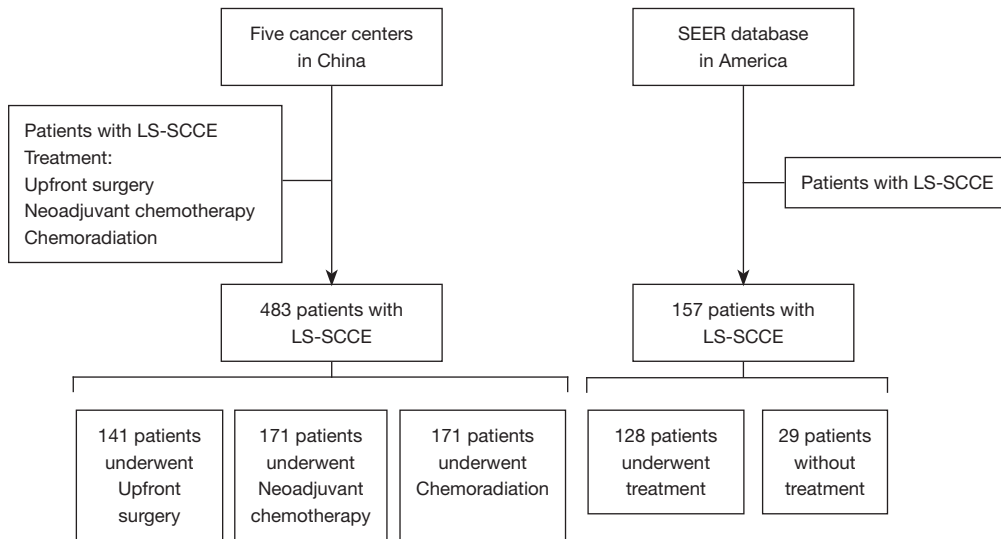 Five cancer centers
in China
SEER database
in America
Patients with LS-SCCE
Treatment:
Upfront surgery
Neoadjuvant chemotherapy
Chemoradiation
Patients with LS-SCCE
483 patients with
LS-SCCE
157 patients with
LS-SCCE
141 patients
underwent
Upfront
surgery
171 patients
underwent
Neoadjuvant
chemotherapy
171 patients
underwent
Chemoradiation
128 patients
underwent
treatment
29 patients
without
treatment